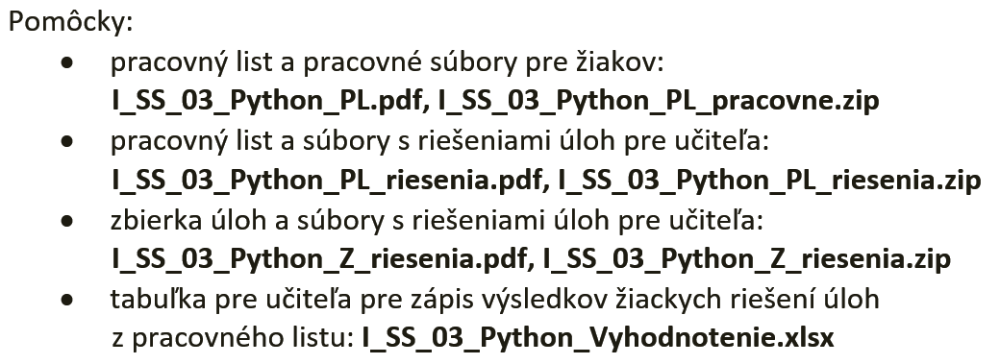 Pomôcky:
• pracovný list a pracovné súbory pre žiakov:
I_SS_03_Python_PL.pdf, I_SS_03_Python_PL_pracovne.zip
• pracovný list a súbory s riešeniami úloh pre učiteľa:
I_SS_03_Python_PL_riesenia.pdf, I_SS_03_Python_PL_riesenia.zip
• zbierka úloh a súbory s riešeniami úloh pre učiteľa:
I_SS_03_Python_Z_riesenia.pdf, I_SS_03_Python_Z_riesenia.zip
• tabuľka pre učiteľa pre zápis výsledkov žiackych riešení úloh
z pracovného listu: I_SS_03_Python_Vyhodnotenie.xlsx